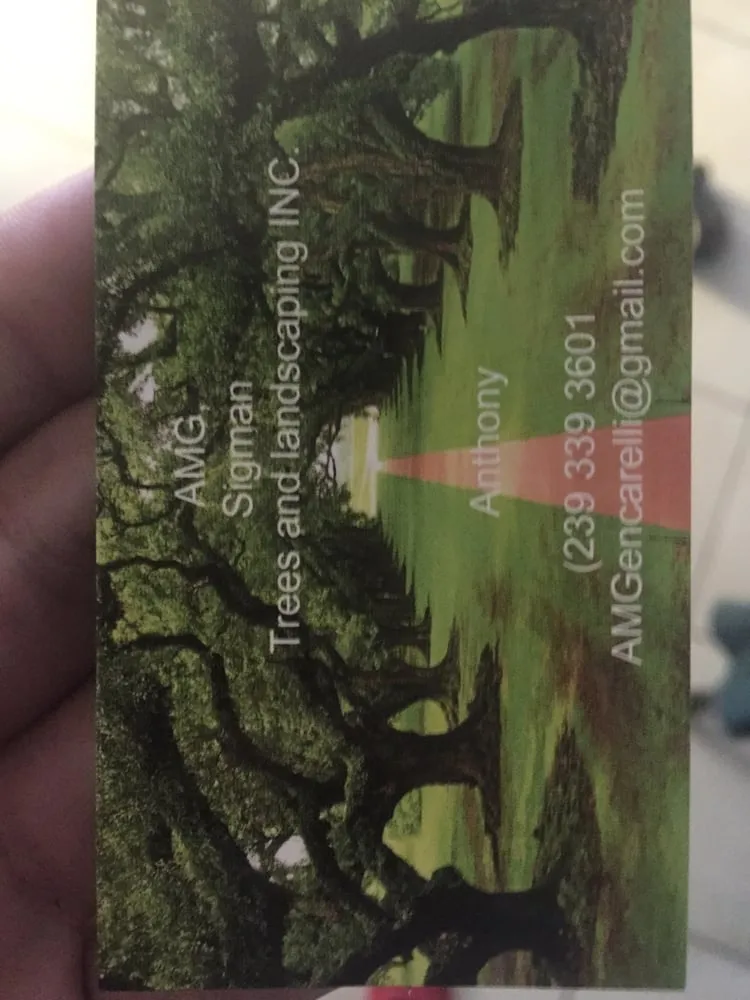 AMG,
Sigman
Trees and landscaping INC.
Anthony
(239 339 3601
AMGencarelli@gmail.com